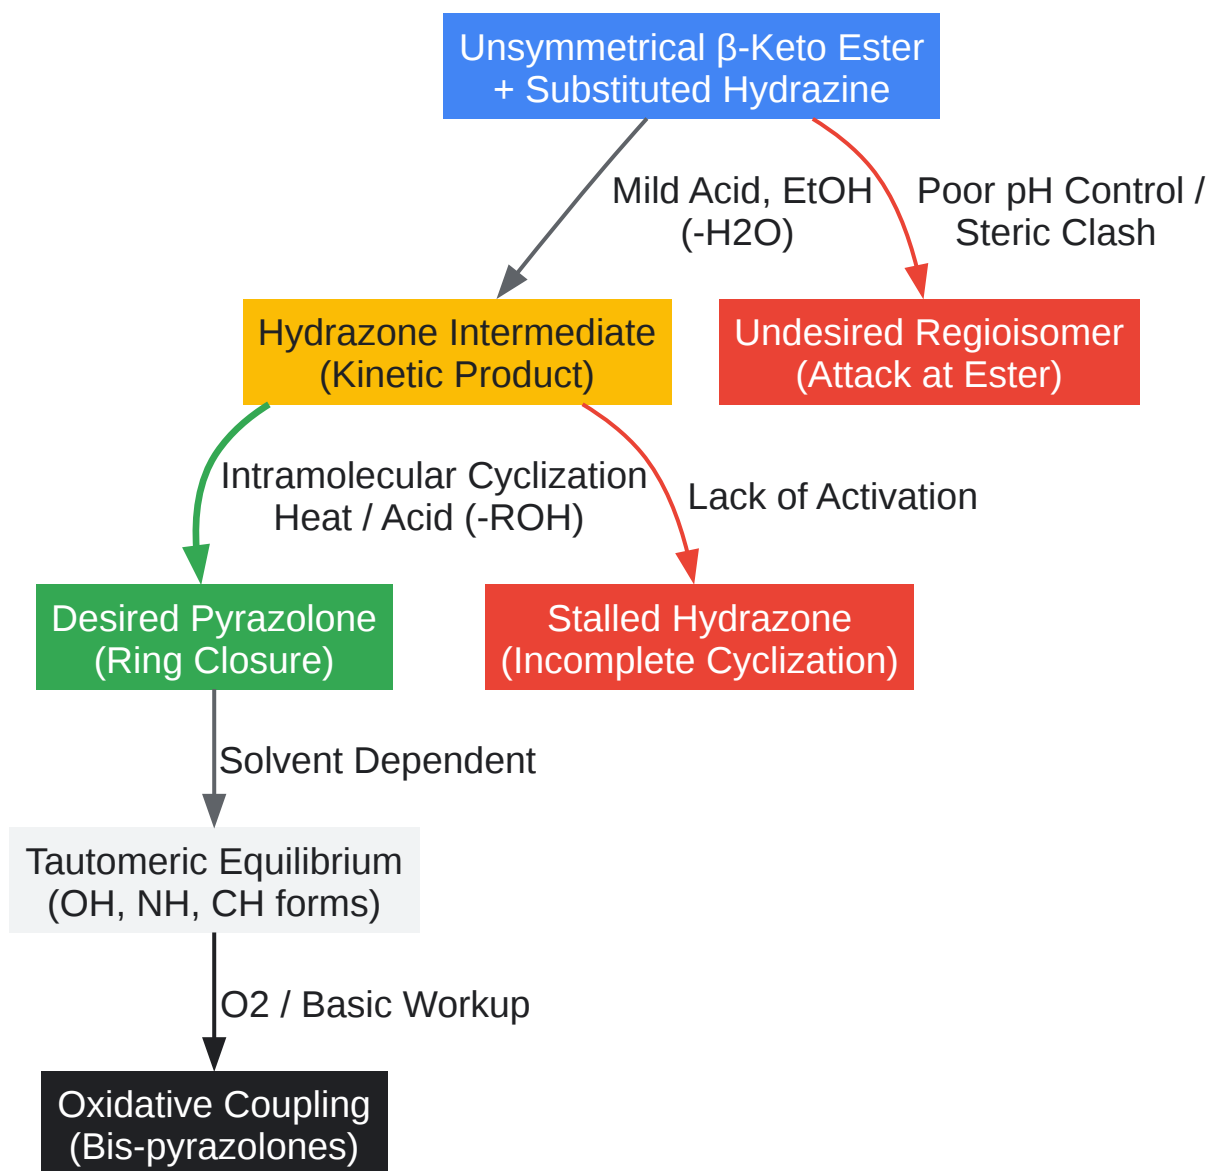 Unsymmetrical β-Keto Ester
+ Substituted Hydrazine
Mild Acid, EtOH
(-H2O)
Poor pH Control /
Steric Clash
Hydrazone Intermediate
(Kinetic Product)
Undesired Regioisomer
(Attack at Ester)
Intramolecular Cyclization
Heat / Acid (-ROH)
Lack of Activation
Desired Pyrazolone
(Ring Closure)
Stalled Hydrazone
(Incomplete Cyclization)
Solvent Dependent
Tautomeric Equilibrium
(OH, NH, CH forms)
O2 / Basic Workup
Oxidative Coupling
(Bis-pyrazolones)